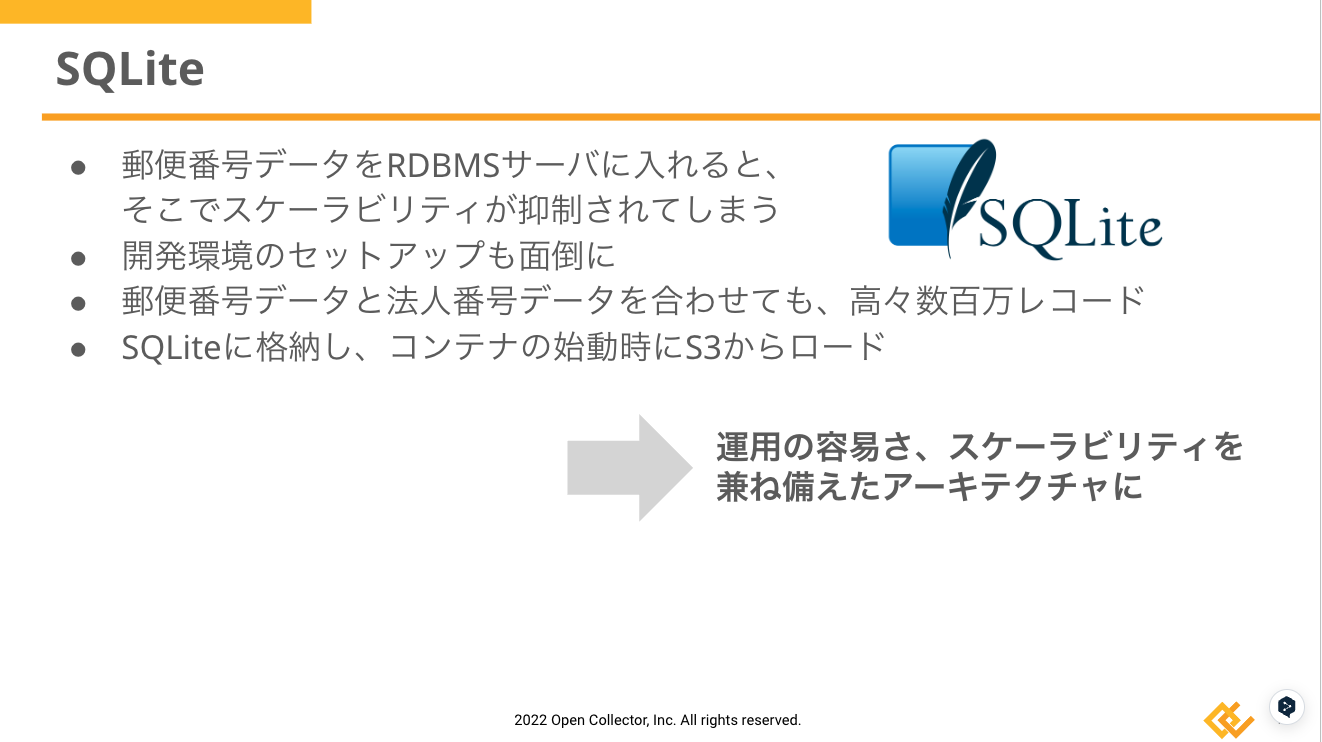 SQLite
● 郵便番号データをRDBMSサーバに入れると、
そこでスケーラビリティが抑制されてしまう
● 開発環境のセットアップも面倒に
● 郵便番号データと法人番号データを合わせても、高々数百万レコード
● SQLiteに格納し、コンテナの始動時にS3からロード
SQLite
運用の容易さ、スケーラビリティを
兼ね備えたアーキテクチャに
2022 Open Collector, Inc. All rights reserved.